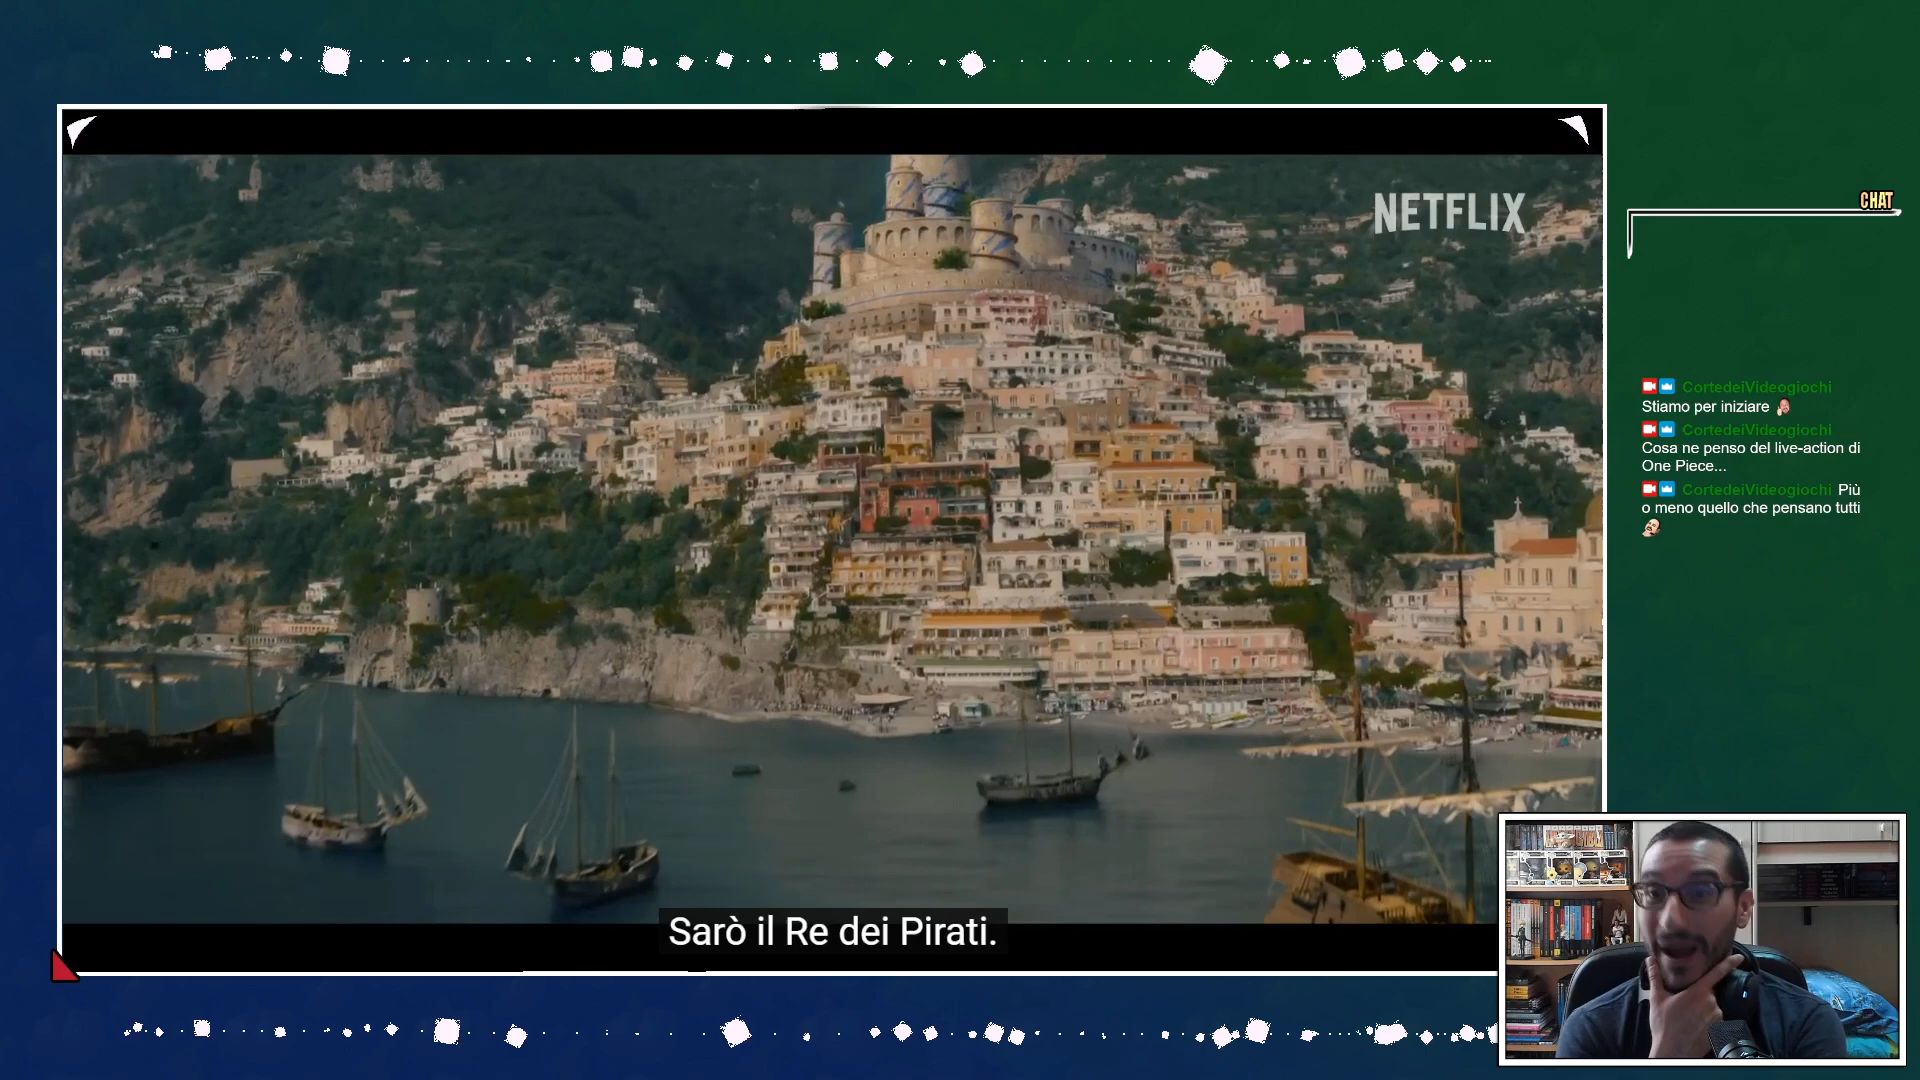 NETFLIX
Sarò il Re dei Pirati.
CHAT
CortedeiVideogiochi
Stiamo per iniziare
CortedeiVideogiochi
Cosa ne penso del live-action di
One Piece...
CortedeiVideogiochi Più
o meno quello che pensano tutti